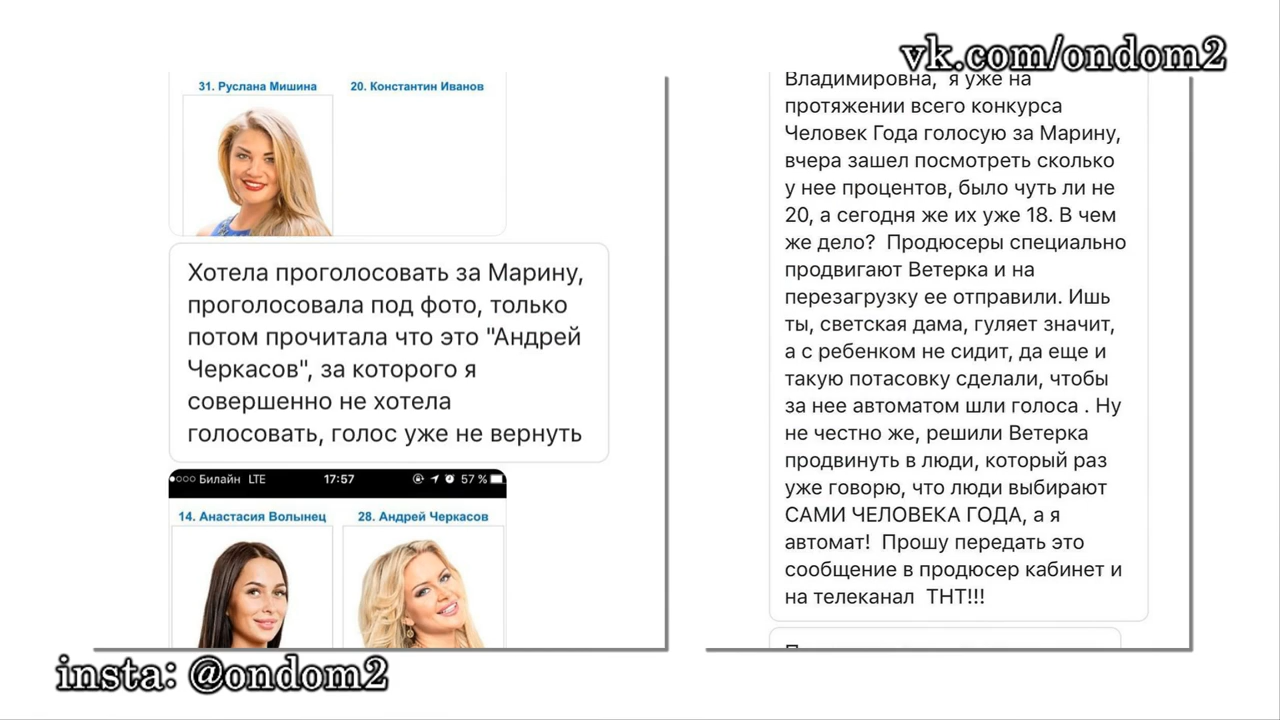 vk.com/ondom2
31. Руслана Мишина
20. Константин Иванов
Хотела проголосовать за Марину,
проголосовала под фото, только
потом прочитала что это "Андрей
Черкасов", за которого я
совершенно не хотела
голосовать, голос уже не вернуть
Билайн LTE 17:57 57 %
14. Анастасия Волынец
28. Андрей Черкасов
insta: @ondom2
Владимировна, я уже на
протяжении всего конкурса
Человек Года голосую за Марину,
вчера зашел посмотреть сколько
у нее процентов, было чуть ли не
20, а сегодня же их уже 18. В чем
же дело? Продюсеры специально
продвигают Ветерка и на
перезагрузку ее отправили. Ишь
ты, светская дама, гуляет значит,
а с ребенком не сидит, да еще и
такую потасовку сделали, чтобы
за нее автоматом шли голоса . Ну
не честно же, решили Ветерка
продвинуть в люди, который раз
уже говорю, что люди выбирают
САМИ ЧЕЛОВЕКА ГОДА, а я
автомат! Прошу передать это
сообщение в продюсер кабинет и
на телеканал ТНТ!!!